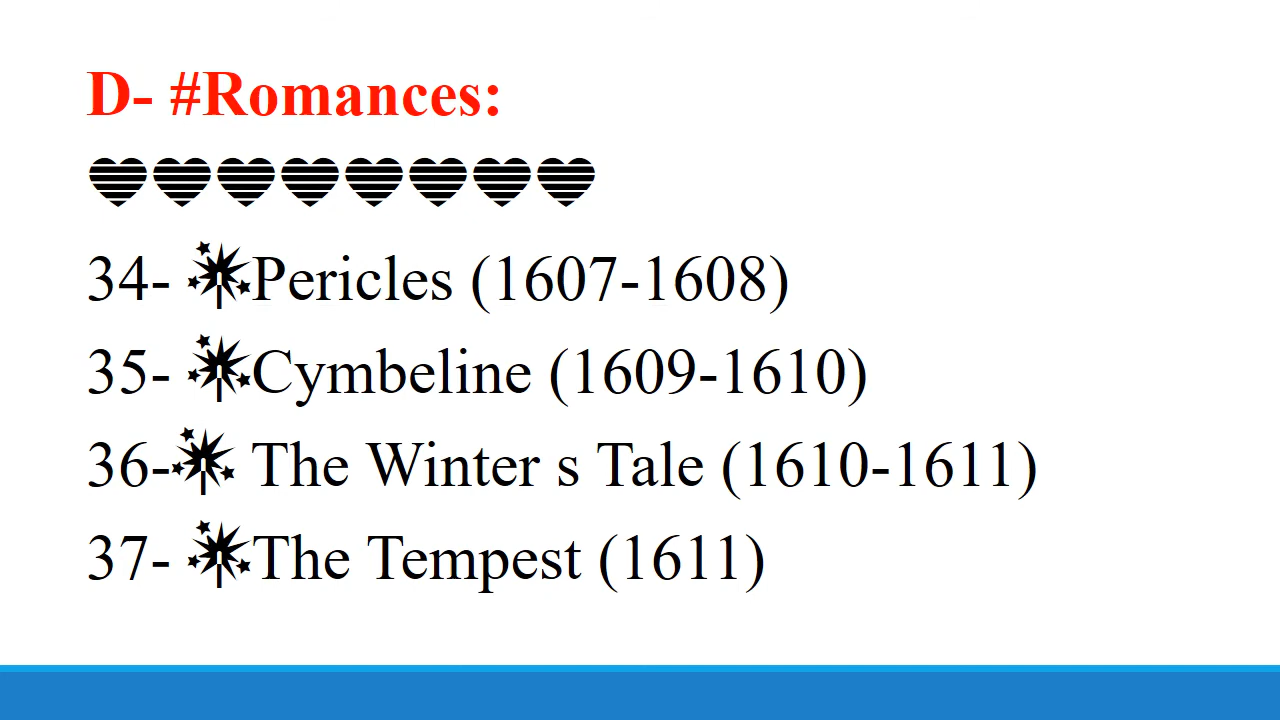 D- #Romances:
34- Pericles (1607-1608)
35- Cymbeline (1609-1610)
36- The Winter s Tale (1610-1611)
37- The Tempest (1611)